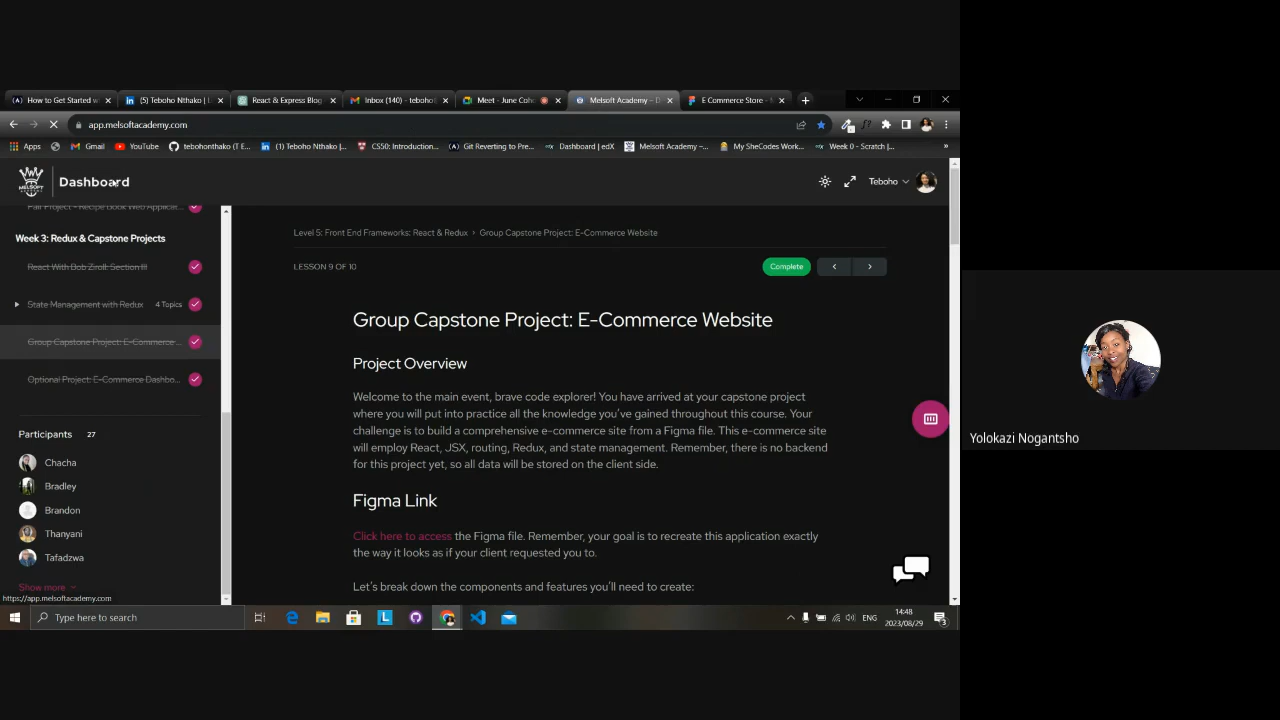 How to Get Started w
(5) Teboho Nthako | L
React & Express Blog
Inbox (140) - teboho
Meet - June Coh
Melsoft Academy – D
E Commerce Store -
app.melsoftacademy.com
Apps
Gmail
YouTube
tebohonthako (T E...
(1) Teboho Nthako |...
CS50: Introduction...
Git Reverting to Pre...
Dashboard | edX
Melsoft Academy –...
My SheCodes Work...
Week 0 - Scratch |...
MELSOFT
ACADEMY
Dashboard
Teboho
Pair Project - Recipe Book Web Applicat...
Week 3: Redux & Capstone Projects
React With Bob Ziroll: Section III
State Management with Redux
4 Topics
Group Capstone Project: E-Commerce ...
Optional Project: E-Commerce Dashbo...
Participants 27
Chacha
Bradley
Brandon
Thanyani
Tafadzwa
Show more
https://app.melsoftacademy.com
Level 5: Front End Frameworks: React & Redux › Group Capstone Project: E-Commerce Website
LESSON 9 OF 10
Complete
Group Capstone Project: E-Commerce Website
Project Overview
Welcome to the main event, brave code explorer! You have arrived at your capstone project
where you will put into practice all the knowledge you've gained throughout this course. Your
challenge is to build a comprehensive e-commerce site from a Figma file. This e-commerce site
will employ React, JSX, routing, Redux, and state management. Remember, there is no backend
for this project yet, so all data will be stored on the client side.
Figma Link
Click here to access the Figma file. Remember, your goal is to recreate this application exactly
the way it looks as if your client requested you to.
Let's break down the components and features you'll need to create:
Type here to search
ENG
14:48
2023/08/29
3
Yolokazi Nogantsho